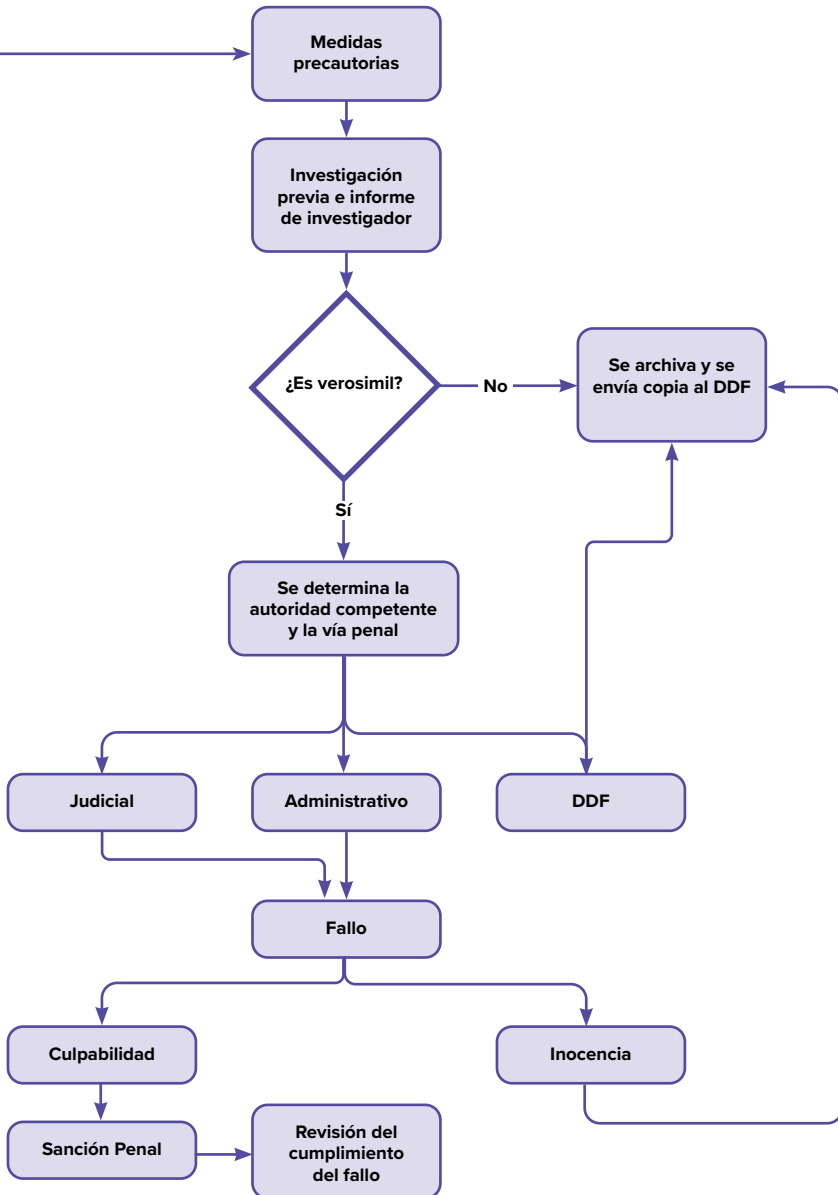 Medidas
precautorias
Investigación
previa e informe
de investigador
¿Es verosimil?
No
Se archiva y se
envía copia al DDF
Sí
Se determina la
autoridad competente
y la vía penal
Judicial
Administrativo
DDF
Fallo
Culpabilidad
Inocencia
Sanción Penal
Revisión del
cumplimiento
del fallo